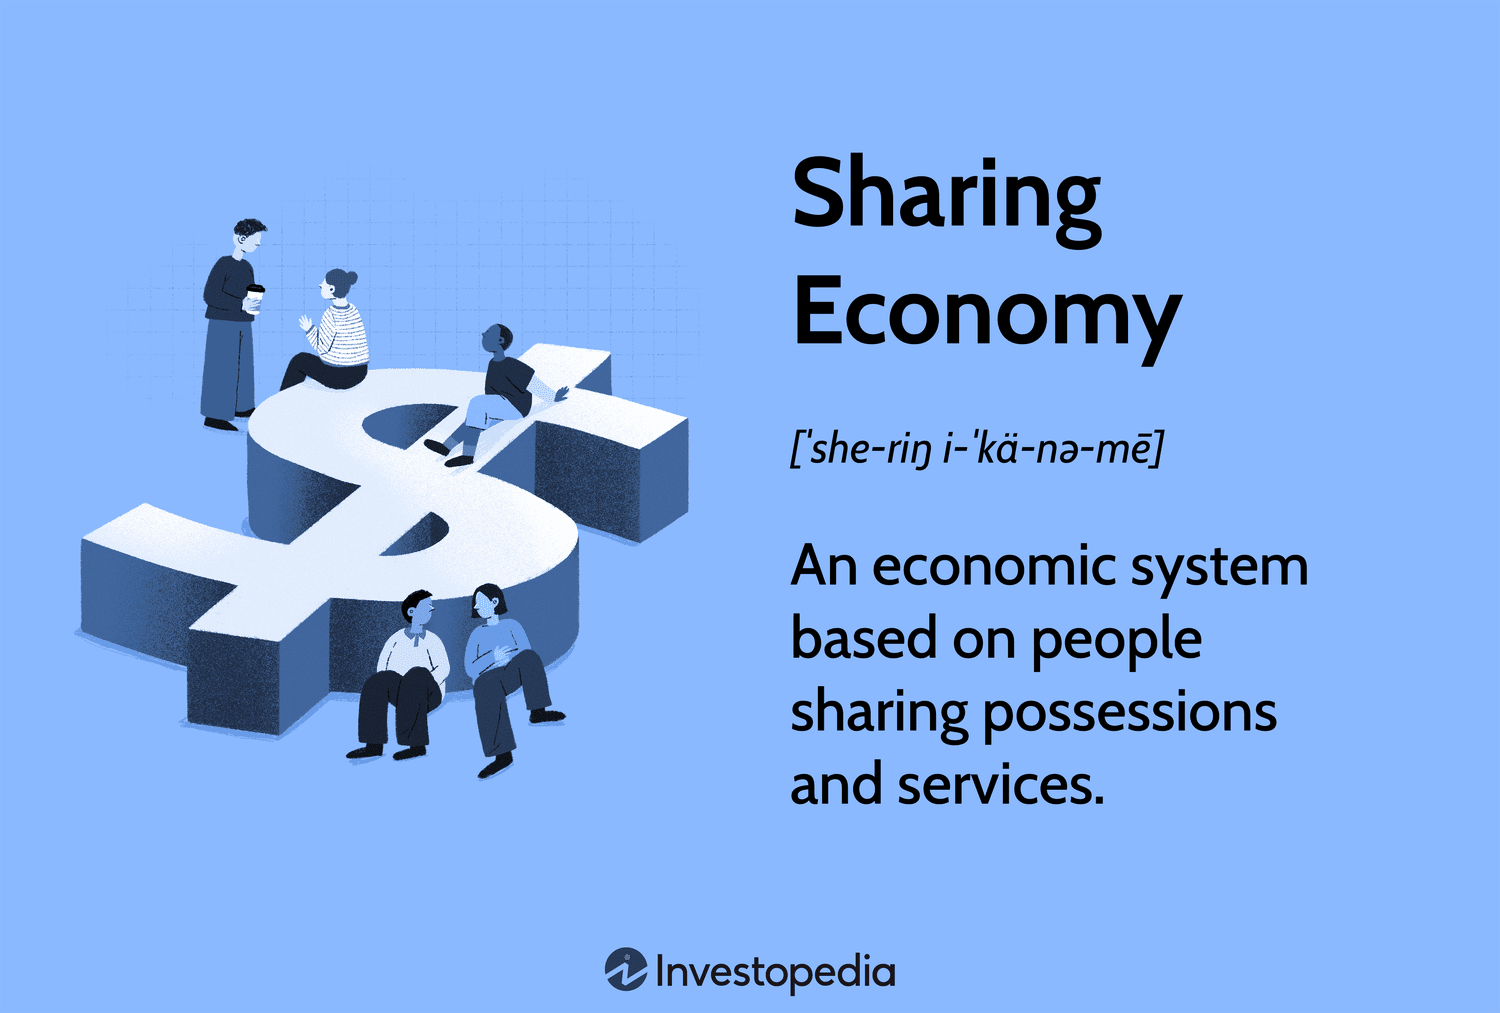 Sharing
Economy
[ˈshe-riŋ i-ˈkä-nə-mē]
An economic system
based on people
sharing possessions
and services.
Investopedia